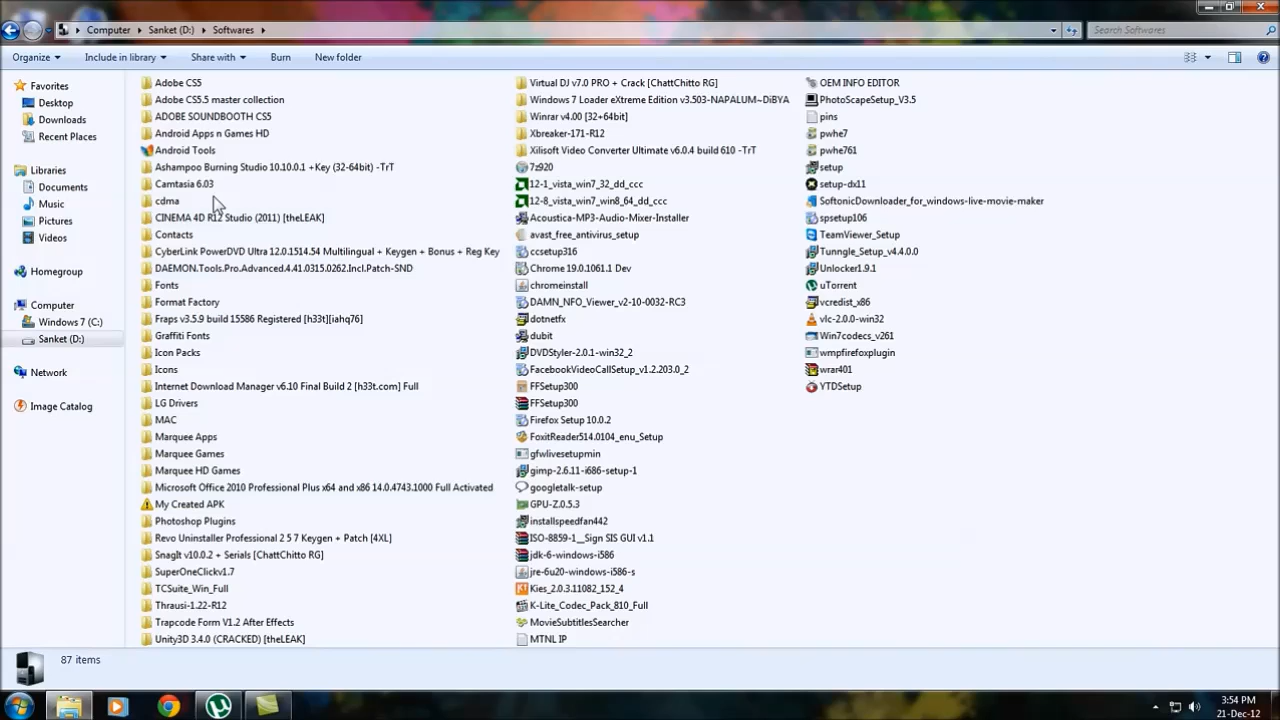 Computer Sanket (D:) Softwares
Search Softwares
Organize Include in library Share with Burn New folder
Favorites
Desktop
Downloads
Recent Places
Libraries
Documents
Music
Pictures
Videos
Homegroup
Computer
Windows 7 (C:)
Sanket (D:)
Network
Image Catalog
Adobe CS5
Adobe CS5.5 master collection
ADOBE SOUNDBOOTH CS5
Android Apps n Games HD
Android Tools
Ashampoo Burning Studio 10.10.0.1 +Key (32-64bit) -TrT
Camtasia 6.03
cdma
CINEMA 4D R12 Studio (2011) [theLEAK]
Contacts
CyberLink PowerDVD Ultra 12.0.1514.54 Multilingual + Keygen + Bonus + Reg Key
DAEMON.Tools.Pro.Advanced.4.41.0315.0262.Incl.Patch-SND
Fonts
Format Factory
Fraps v3.5.9 build 15586 Registered [h33t][iahq76]
Graffiti Fonts
Icon Packs
Icons
Internet Download Manager v6.10 Final Build 2 [h33t.com] Full
LG Drivers
MAC
Marquee Apps
Marquee Games
Marquee HD Games
Microsoft Office 2010 Professional Plus x64 and x86 14.0.4743.1000 Full Activated
My Created APK
Photoshop Plugins
Revo Uninstaller Professional 2 5 7 Keygen + Patch [4XL]
SnagIt v10.0.2 + Serials [ChattChitto RG]
SuperOneClickv1.7
TCSuite_Win_Full
Thrausi-1.22-R12
Trapcode Form V1.2 After Effects
Unity3D 3.4.0 (CRACKED) [theLEAK]
Virtual DJ v7.0 PRO + Crack [ChattChitto RG]
Windows 7 Loader eXtreme Edition v3.503-NAPALUM~DiBYA
Winrar v4.00 [32+64bit]
Xbreaker-171-R12
Xilisoft Video Converter Ultimate v6.0.4 build 610 -TrT
7z920
12-1_vista_win7_32_dd_ccc
12-8_vista_win7_win8_64_dd_ccc
Acoustica-MP3-Audio-Mixer-Installer
avast_free_antivirus_setup
ccsetup316
Chrome 19.0.1061.1 Dev
chromeinstall
DAMN_NFO_Viewer_v2-10-0032-RC3
dotnetfx
dubit
DVDStyler-2.0.1-win32_2
FacebookVideoCallSetup_v1.2.203.0_2
FFSetup300
FFSetup300
Firefox Setup 10.0.2
FoxitReader514.0104_enu_Setup
gfwlivesetupmin
gimp-2.6.11-i686-setup-1
googletalk-setup
GPU-Z.0.5.3
installspeedfan442
ISO-8859-1__Sign SIS GUI v1.1
jdk-6-windows-i586
jre-6u20-windows-i586-s
Kies_2.0.3.11082_152_4
K-Lite_Codec_Pack_810_Full
MovieSubtitlesSearcher
MTNL IP
OEM INFO EDITOR
PhotoScapeSetup_V3.5
pins
pwhe7
pwhe761
setup
setup-dx11
SoftonicDownloader_for_windows-live-movie-maker
spsetup106
TeamViewer_Setup
Tunngle_Setup_v4.4.0.0
Unlocker1.9.1
uTorrent
vcredist_x86
vlc-2.0.0-win32
Win7codecs_v261
wmpfirefoxplugin
wrar401
YTDSetup
87 items
3:54 PM
21-Dec-12